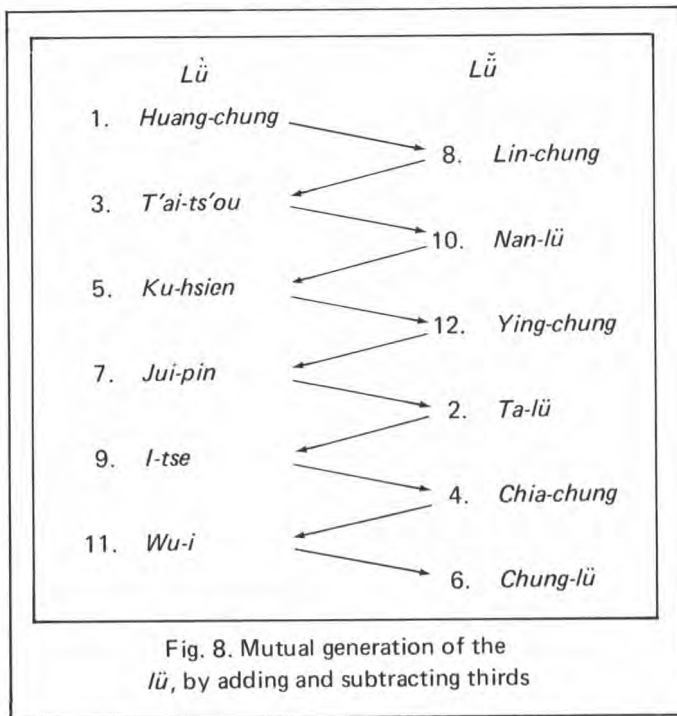 Lǜ Lǚ
1. Huang-chung
8. Lin-chung
3. T'ai-ts'ou
10. Nan-lü
5. Ku-hsien
12. Ying-chung
7. Jui-pin
2. Ta-lü
9. I-tse
4. Chia-chung
11. Wu-i
6. Chung-lü
Fig. 8. Mutual generation of the
lü, by adding and subtracting thirds